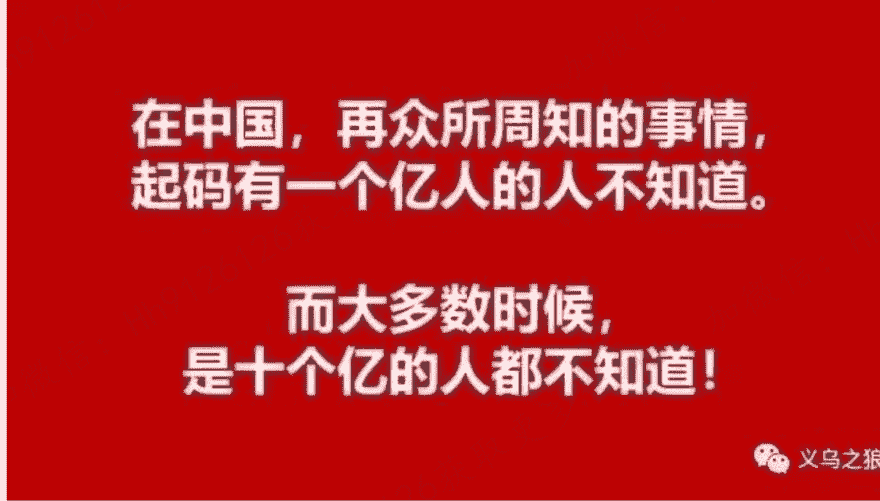 在中国，再众所周知的事情，
起码有一个亿人的人不知道。
而大多数时候，
是十个亿的人都不知道！
义乌之狼